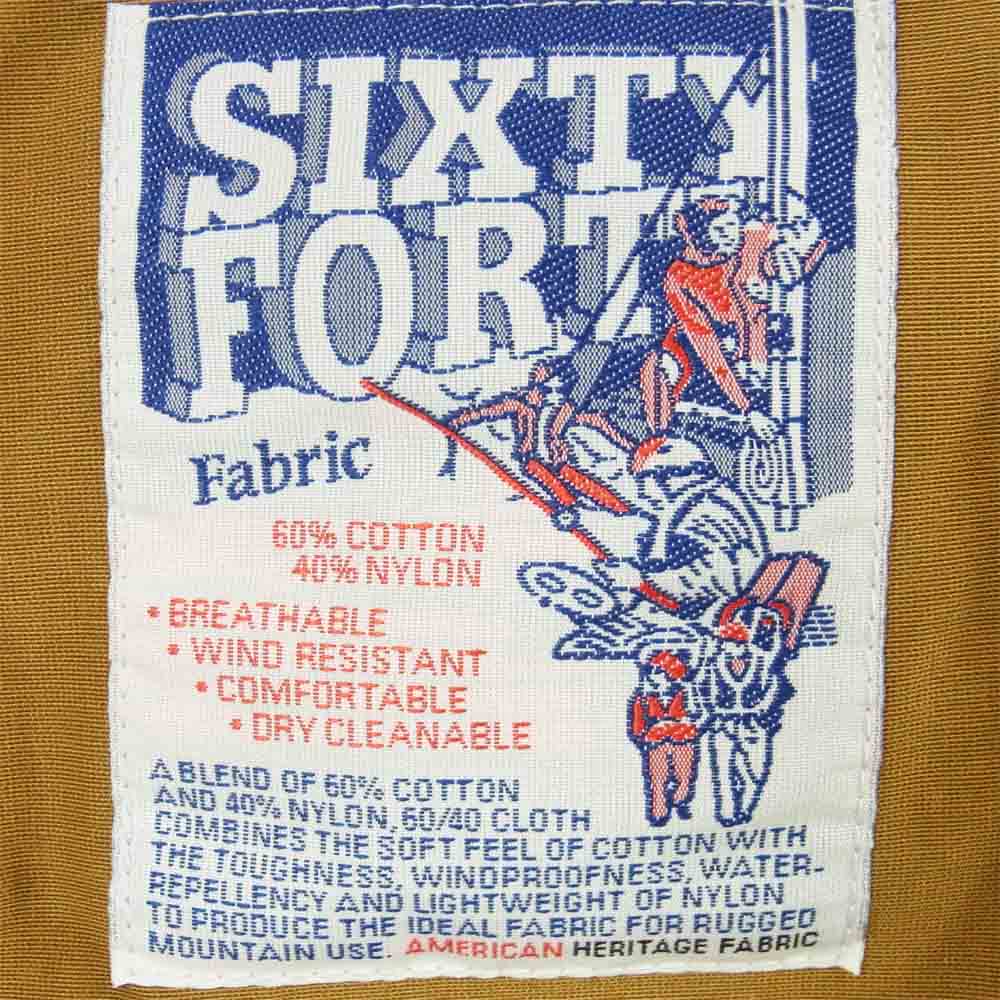 SIXTY
FORT
Fabric
60% COTTON
40% NYLON
• BREATHABLE
• WIND RESISTANT
• COMFORTABLE
• DRY CLEANABLE
A BLEND OF 60% COTTON
AND 40% NYLON, 60/40 CLOTH
COMBINES THE SOFT FEEL OF COTTON WITH
THE TOUGHNESS, WINDPROOFNESS, WATER-
REPELLENCY AND LIGHTWEIGHT OF NYLON
TO PRODUCE THE IDEAL FABRIC FOR RUGGED
MOUNTAIN USE. AMERICAN HERITAGE FABRIC